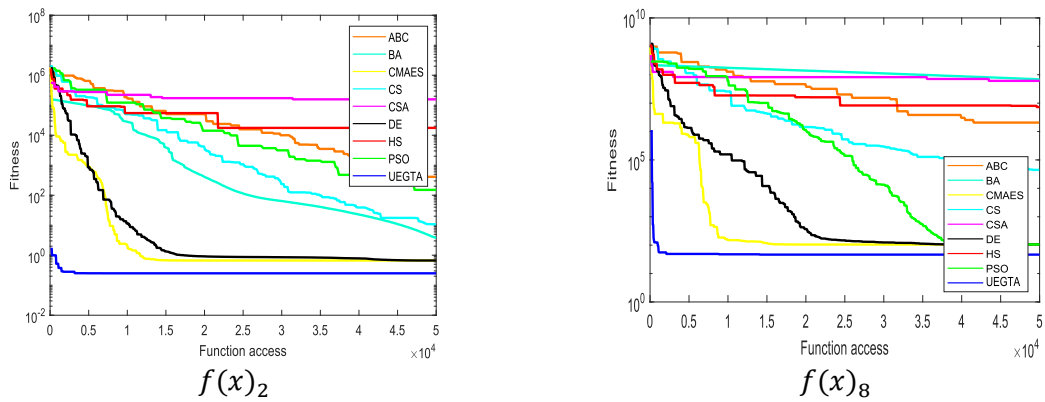 10^8
10^6
10^4
10^2
10^0
10^-2
Fitness
0 0.5 1 1.5 2 2.5 3 3.5 4 4.5 5
Function access
×10^4
ABC
BA
CMAES
CS
CSA
DE
HS
PSO
UEGTA
f(x)_2
10^10
10^5
10^0
Fitness
0 0.5 1 1.5 2 2.5 3 3.5 4 4.5 5
Function access
×10^4
ABC
BA
CMAES
CS
CSA
DE
HS
PSO
UEGTA
f(x)_8